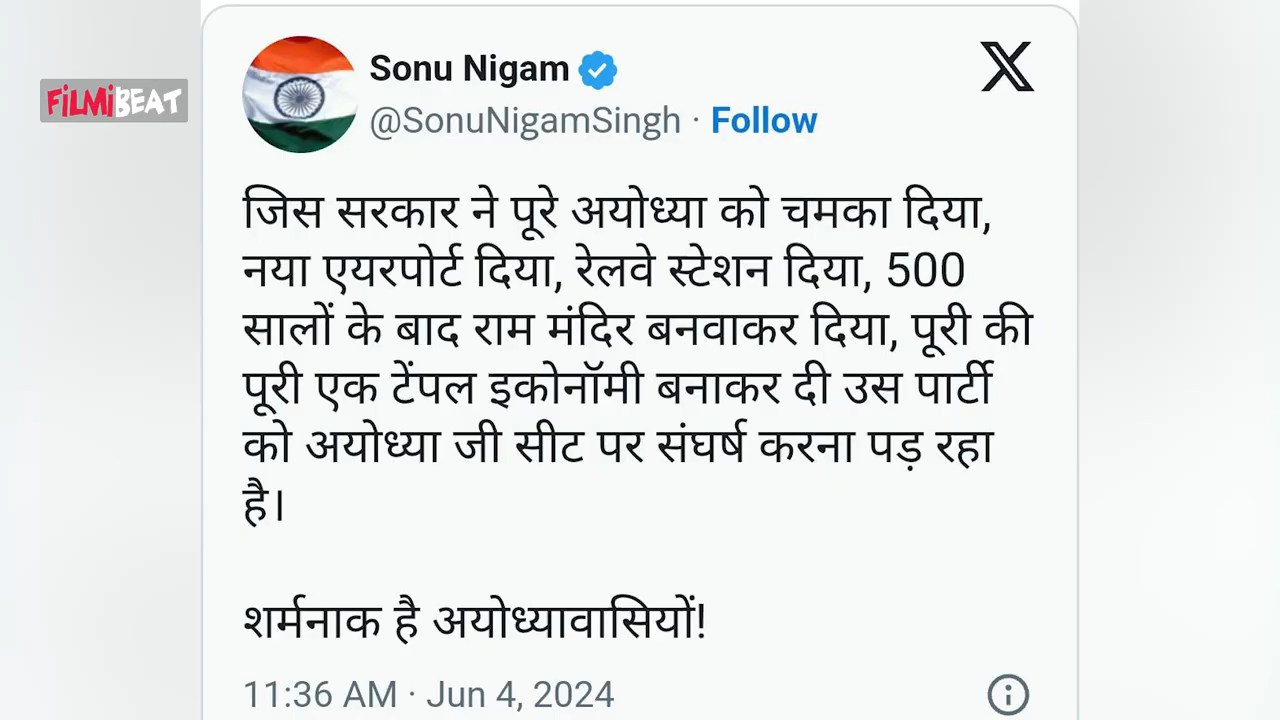 FILMIBEAT
Sonu Nigam
@SonuNigamSingh · Follow
जिस सरकार ने पूरे अयोध्या को चमका दिया,
नया एयरपोर्ट दिया, रेलवे स्टेशन दिया, 500
सालों के बाद राम मंदिर बनवाकर दिया, पूरी की
पूरी एक टेंपल इकोनॉमी बनाकर दी उस पार्टी
को अयोध्या जी सीट पर संघर्ष करना पड़ रहा
है।
शर्मनाक है अयोध्यावासियों!
11:36 AM · Jun 4, 2024